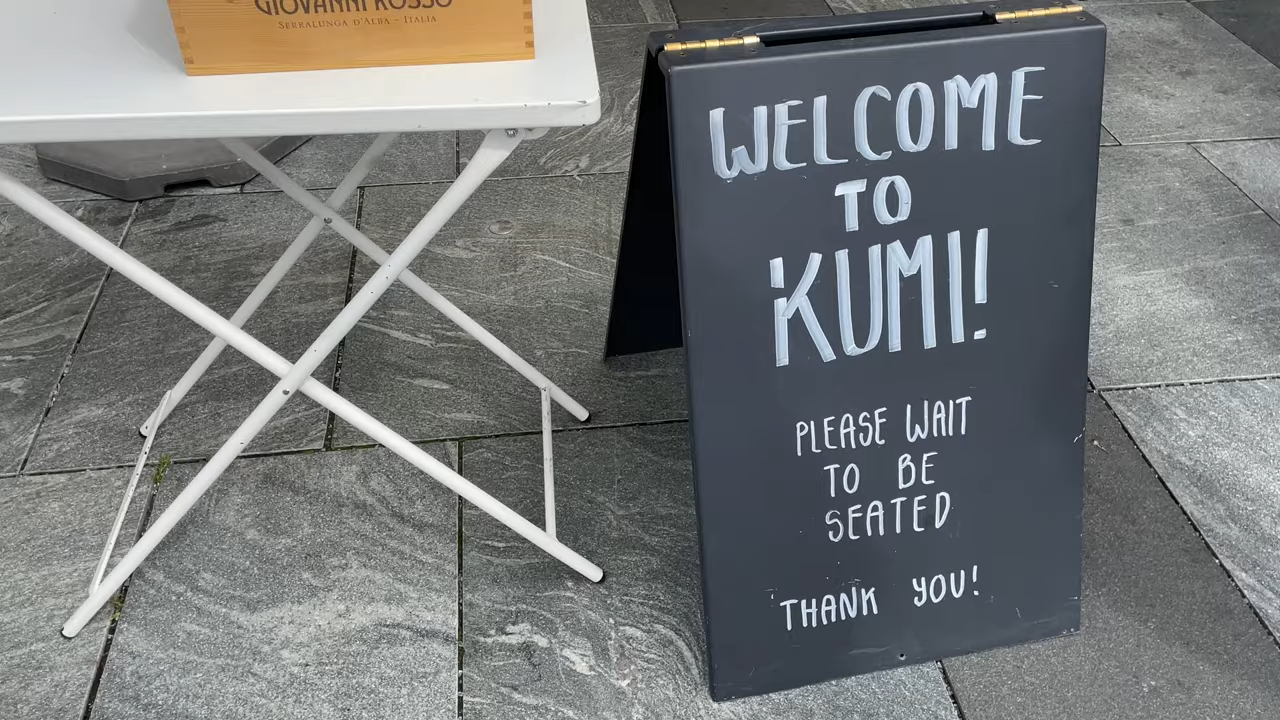 GIOVANNI ROSSO
SERRALUNGA D'ALBA - ITALIA
WELCOME
TO
KUMI!
PLEASE WAIT
TO BE
SEATED
THANK YOU!